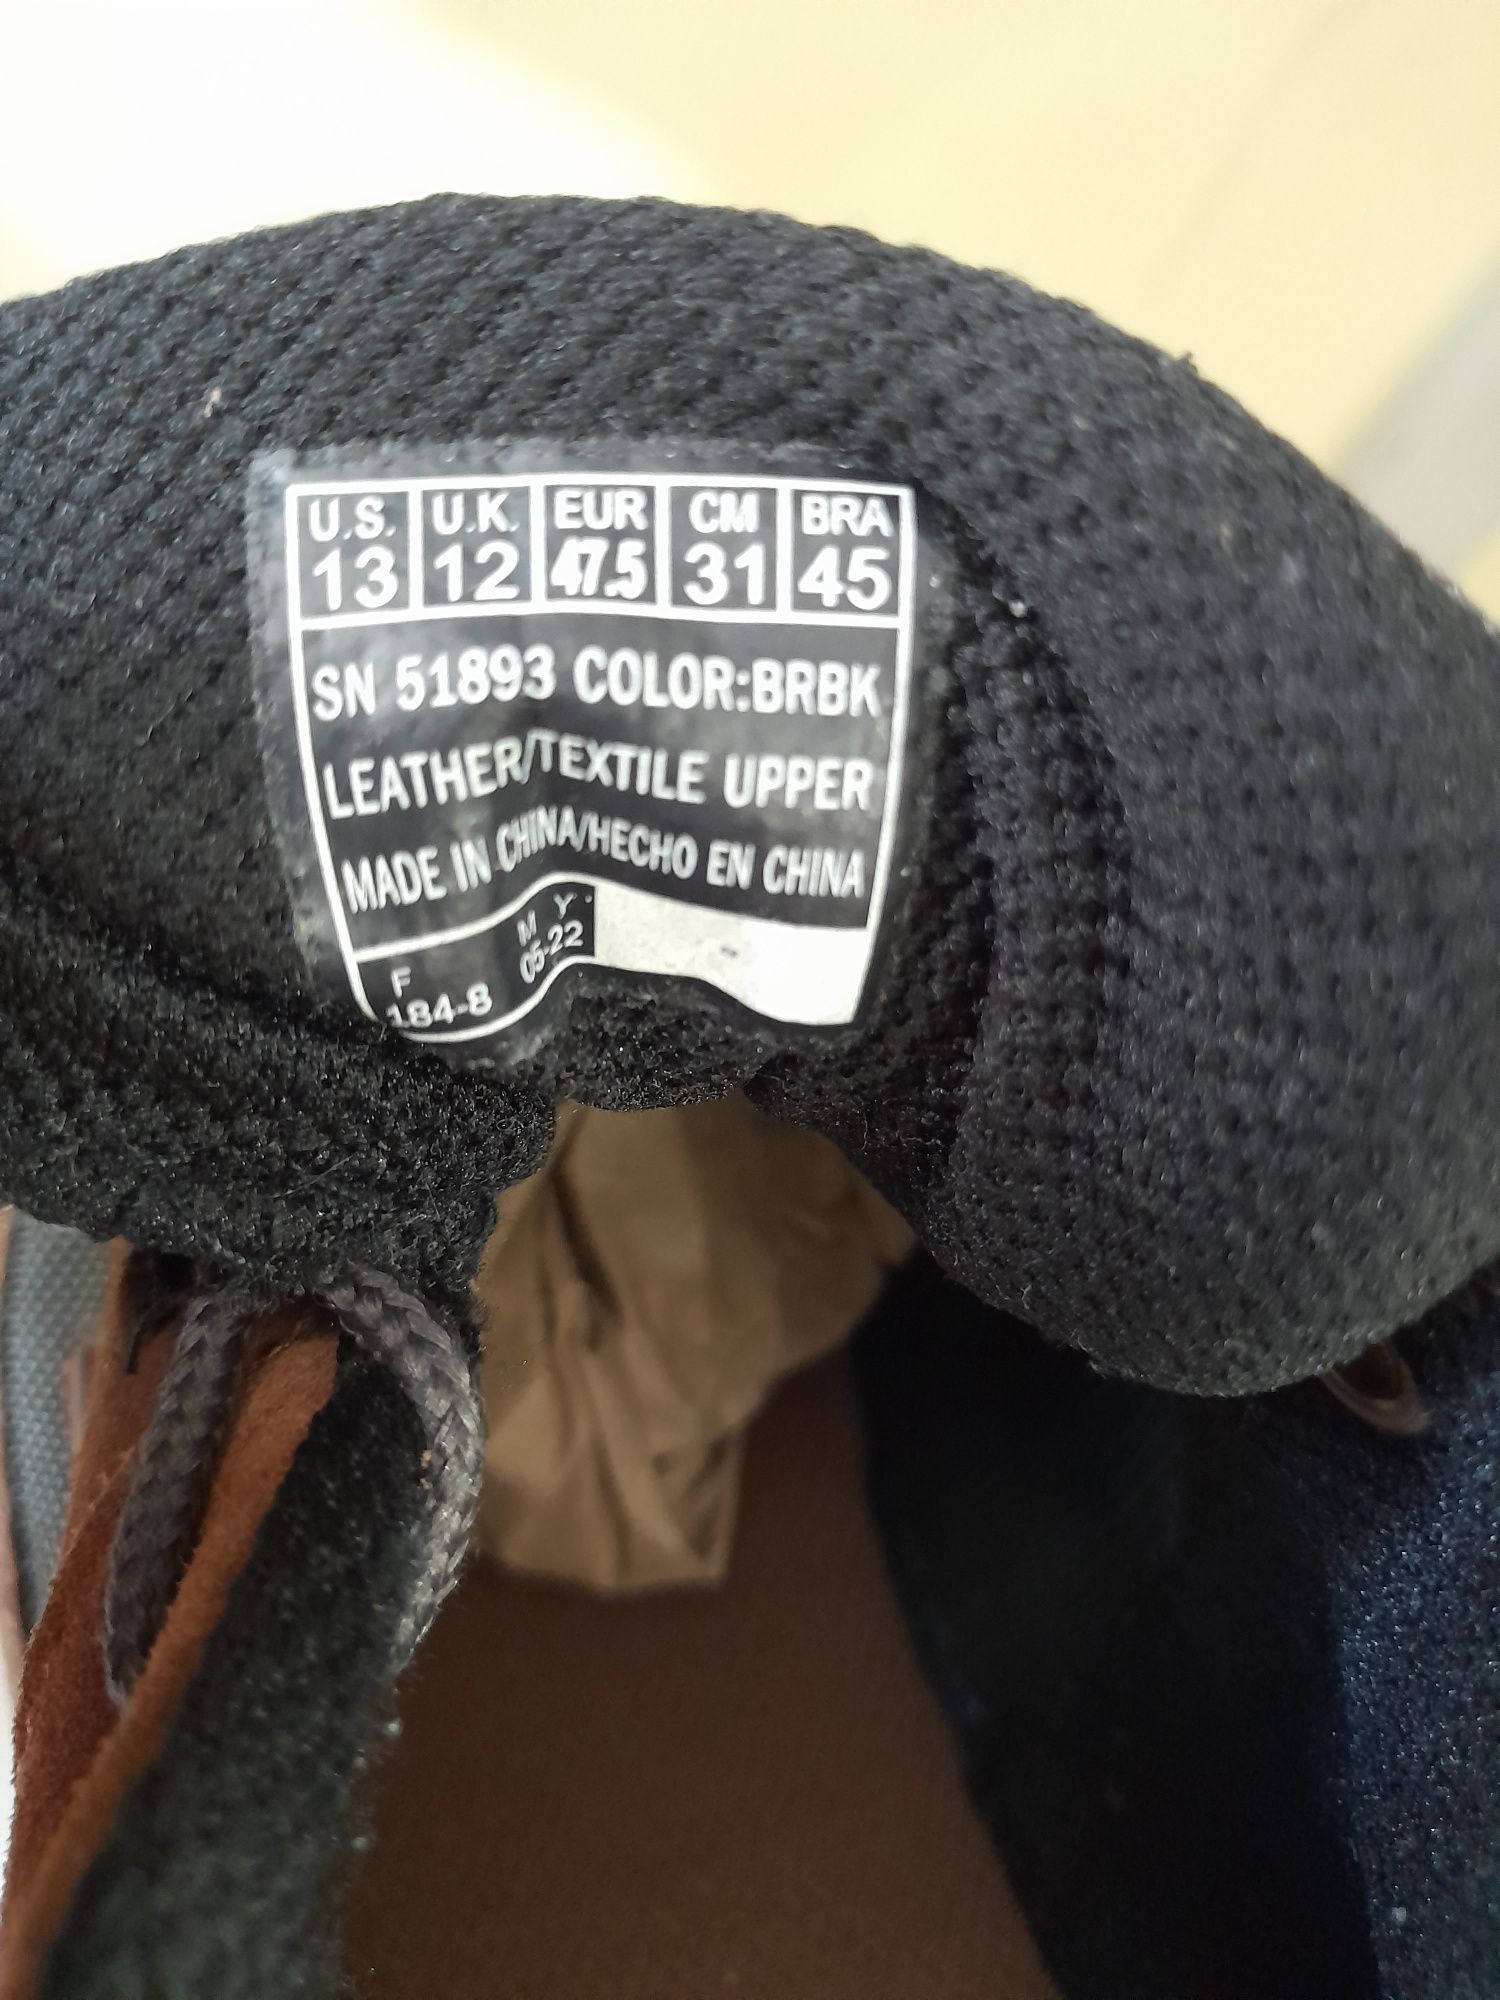 U.S. U.K. EUR CM BRA
13 12 47.5 31 45
SN 51893 COLOR:BRBK
LEATHER/TEXTILE UPPER
MADE IN CHINA/HECHO EN CHINA
F M Y
184-8 05-22